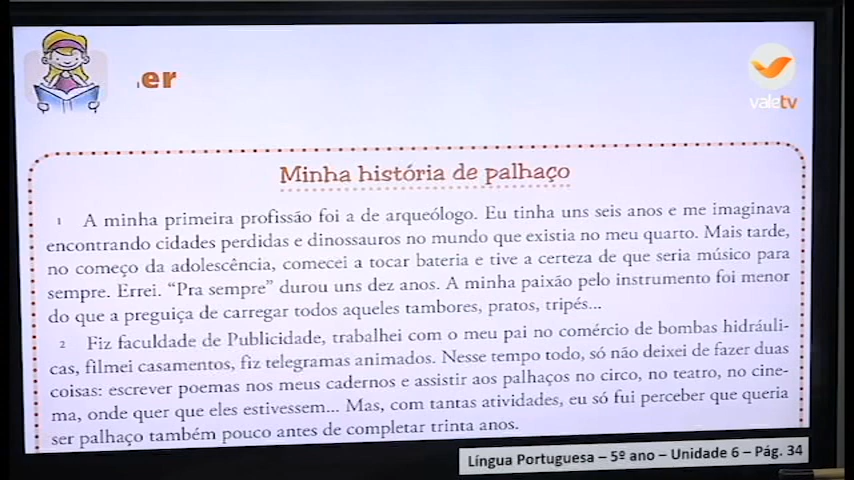 er
valetv
Minha história de palhaço
1 A minha primeira profissão foi a de arqueólogo. Eu tinha uns seis anos e me imaginava
encontrando cidades perdidas e dinossauros no mundo que existia no meu quarto. Mais tarde,
no começo da adolescência, comecei a tocar bateria e tive a certeza de que seria músico para
sempre. Errei. “Pra sempre” durou uns dez anos. A minha paixão pelo instrumento foi menor
do que a preguiça de carregar todos aqueles tambores, pratos, tripés...
2 Fiz faculdade de Publicidade, trabalhei com o meu pai no comércio de bombas hidráuli-
cas, filmei casamentos, fiz telegramas animados. Nesse tempo todo, só não deixei de fazer duas
coisas: escrever poemas nos meus cadernos e assistir aos palhaços no circo, no teatro, no cine-
ma, onde quer que eles estivessem... Mas, com tantas atividades, eu só fui perceber que queria
ser palhaço também pouco antes de completar trinta anos.
Língua Portuguesa – 5º ano – Unidade 6 – Pág. 34